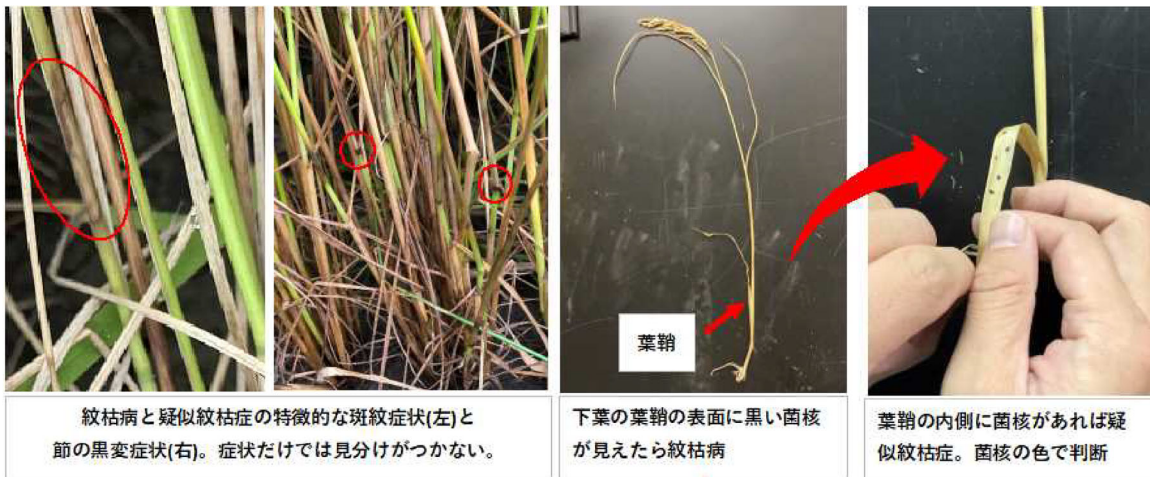 葉鞘
紋枯病と疑似紋枯症の特徴的な斑紋症状(左)と
節の黒変症状(右)。症状だけでは見分けがつかない。
下葉の葉鞘の表面に黒い菌核
が見えたら紋枯病
葉鞘の内側に菌核があれば疑
似紋枯症。菌核の色で判断